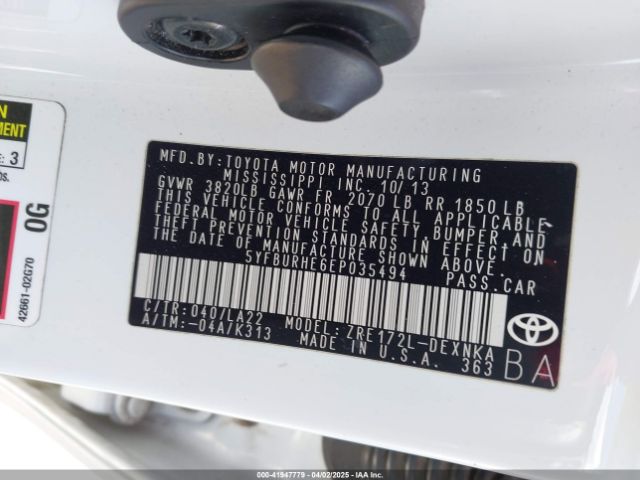 MFD. BY: TOYOTA MOTOR MANUFACTURING
MISSISSIPPI INC. 10/13
GVWR 3820LB GAWR FR 2070 LB RR 1850 LB
THIS VEHICLE CONFORMS TO ALL APPLICABLE
FEDERAL MOTOR VEHICLE SAFETY, BUMPER, AND
THEFT PREVENTION STANDARDS IN EFFECT ON
THE DATE OF MANUFACTURE SHOWN ABOVE.
5YFBURHE6EP035494 PASS.CAR
C/TR: 040/LA22 MODEL: ZRE172L-DEXNKA
A/TM:-04A/K313 MADE IN U.S.A. 363
BA
MENT
: 3
OG
42661-02G70
000-41947779 - 04/02/2025 - IAA Inc.